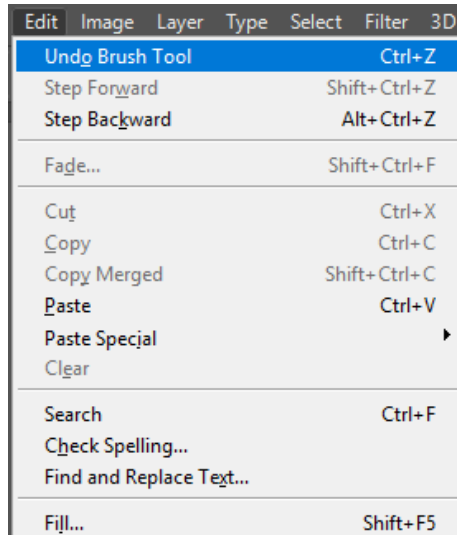 Edit Image Layer Type Select Filter 3D
Undo Brush Tool Ctrl+Z
Step Forward Shift+Ctrl+Z
Step Backward Alt+Ctrl+Z
Fade... Shift+Ctrl+F
Cut Ctrl+X
Copy Ctrl+C
Copy Merged Shift+Ctrl+C
Paste Ctrl+V
Paste Special
Clear
Search Ctrl+F
Check Spelling...
Find and Replace Text...
Fill... Shift+F5